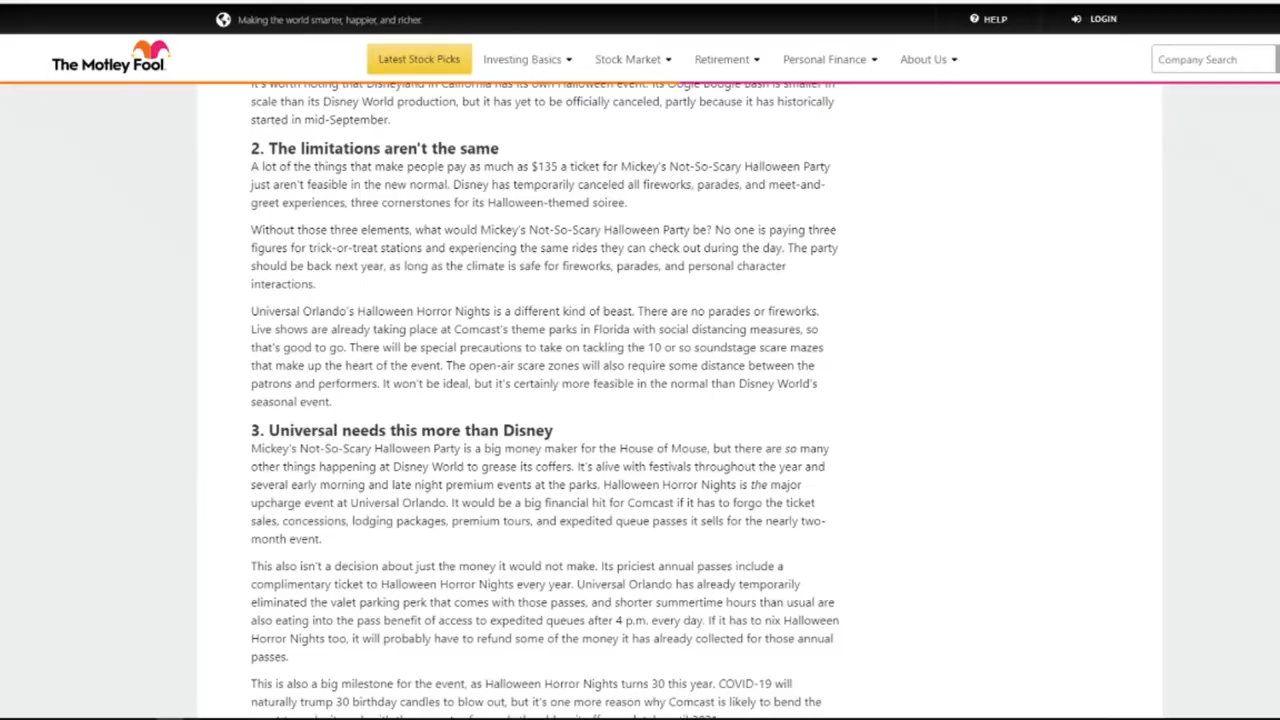 Making the world smarter, happier, and richer.
HELP
LOGIN
The Motley Fool.
Latest Stock Picks
Investing Basics
Stock Market
Retirement
Personal Finance
About Us
Company Search
It's worth noting that Disneyland in California has its own Halloween event. Its Oogie Boogie Bash is smaller in
scale than its Disney World production, but it has yet to be officially canceled, partly because it has historically
started in mid-September.
2. The limitations aren't the same
A lot of the things that make people pay as much as $135 a ticket for Mickey's Not-So-Scary Halloween Party
just aren't feasible in the new normal. Disney has temporarily canceled all fireworks, parades, and meet-and-
greet experiences, three cornerstones for its Halloween-themed soiree.
Without those three elements, what would Mickey's Not-So-Scary Halloween Party be? No one is paying three
figures for trick-or-treat stations and experiencing the same rides they can check out during the day. The party
should be back next year, as long as the climate is safe for fireworks, parades, and personal character
interactions.
Universal Orlando's Halloween Horror Nights is a different kind of beast. There are no parades or fireworks.
Live shows are already taking place at Comcast's theme parks in Florida with social distancing measures, so
that's good to go. There will be special precautions to take on tackling the 10 or so soundstage scare mazes
that make up the heart of the event. The open-air scare zones will also require some distance between the
patrons and performers. It won't be ideal, but it's certainly more feasible in the normal than Disney World's
seasonal event.
3. Universal needs this more than Disney
Mickey's Not-So-Scary Halloween Party is a big money maker for the House of Mouse, but there are so many
other things happening at Disney World to grease its coffers. It's alive with festivals throughout the year and
several early morning and late night premium events at the parks. Halloween Horror Nights is the major
upcharge event at Universal Orlando. It would be a big financial hit for Comcast if it has to forgo the ticket
sales, concessions, lodging packages, premium tours, and expedited queue passes it sells for the nearly two-
month event.
This also isn't a decision about just the money it would not make. Its priciest annual passes include a
complimentary ticket to Halloween Horror Nights every year. Universal Orlando has already temporarily
eliminated the valet parking perk that comes with those passes, and shorter summertime hours than usual are
also eating into the pass benefit of access to expedited queues after 4 p.m. every day. If it has to nix Halloween
Horror Nights too, it will probably have to refund some of the money it has already collected for those annual
passes.
This is also a big milestone for the event, as Halloween Horror Nights turns 30 this year. COVID-19 will
naturally trump 30 birthday candles to blow out, but it's one more reason why Comcast is likely to bend the